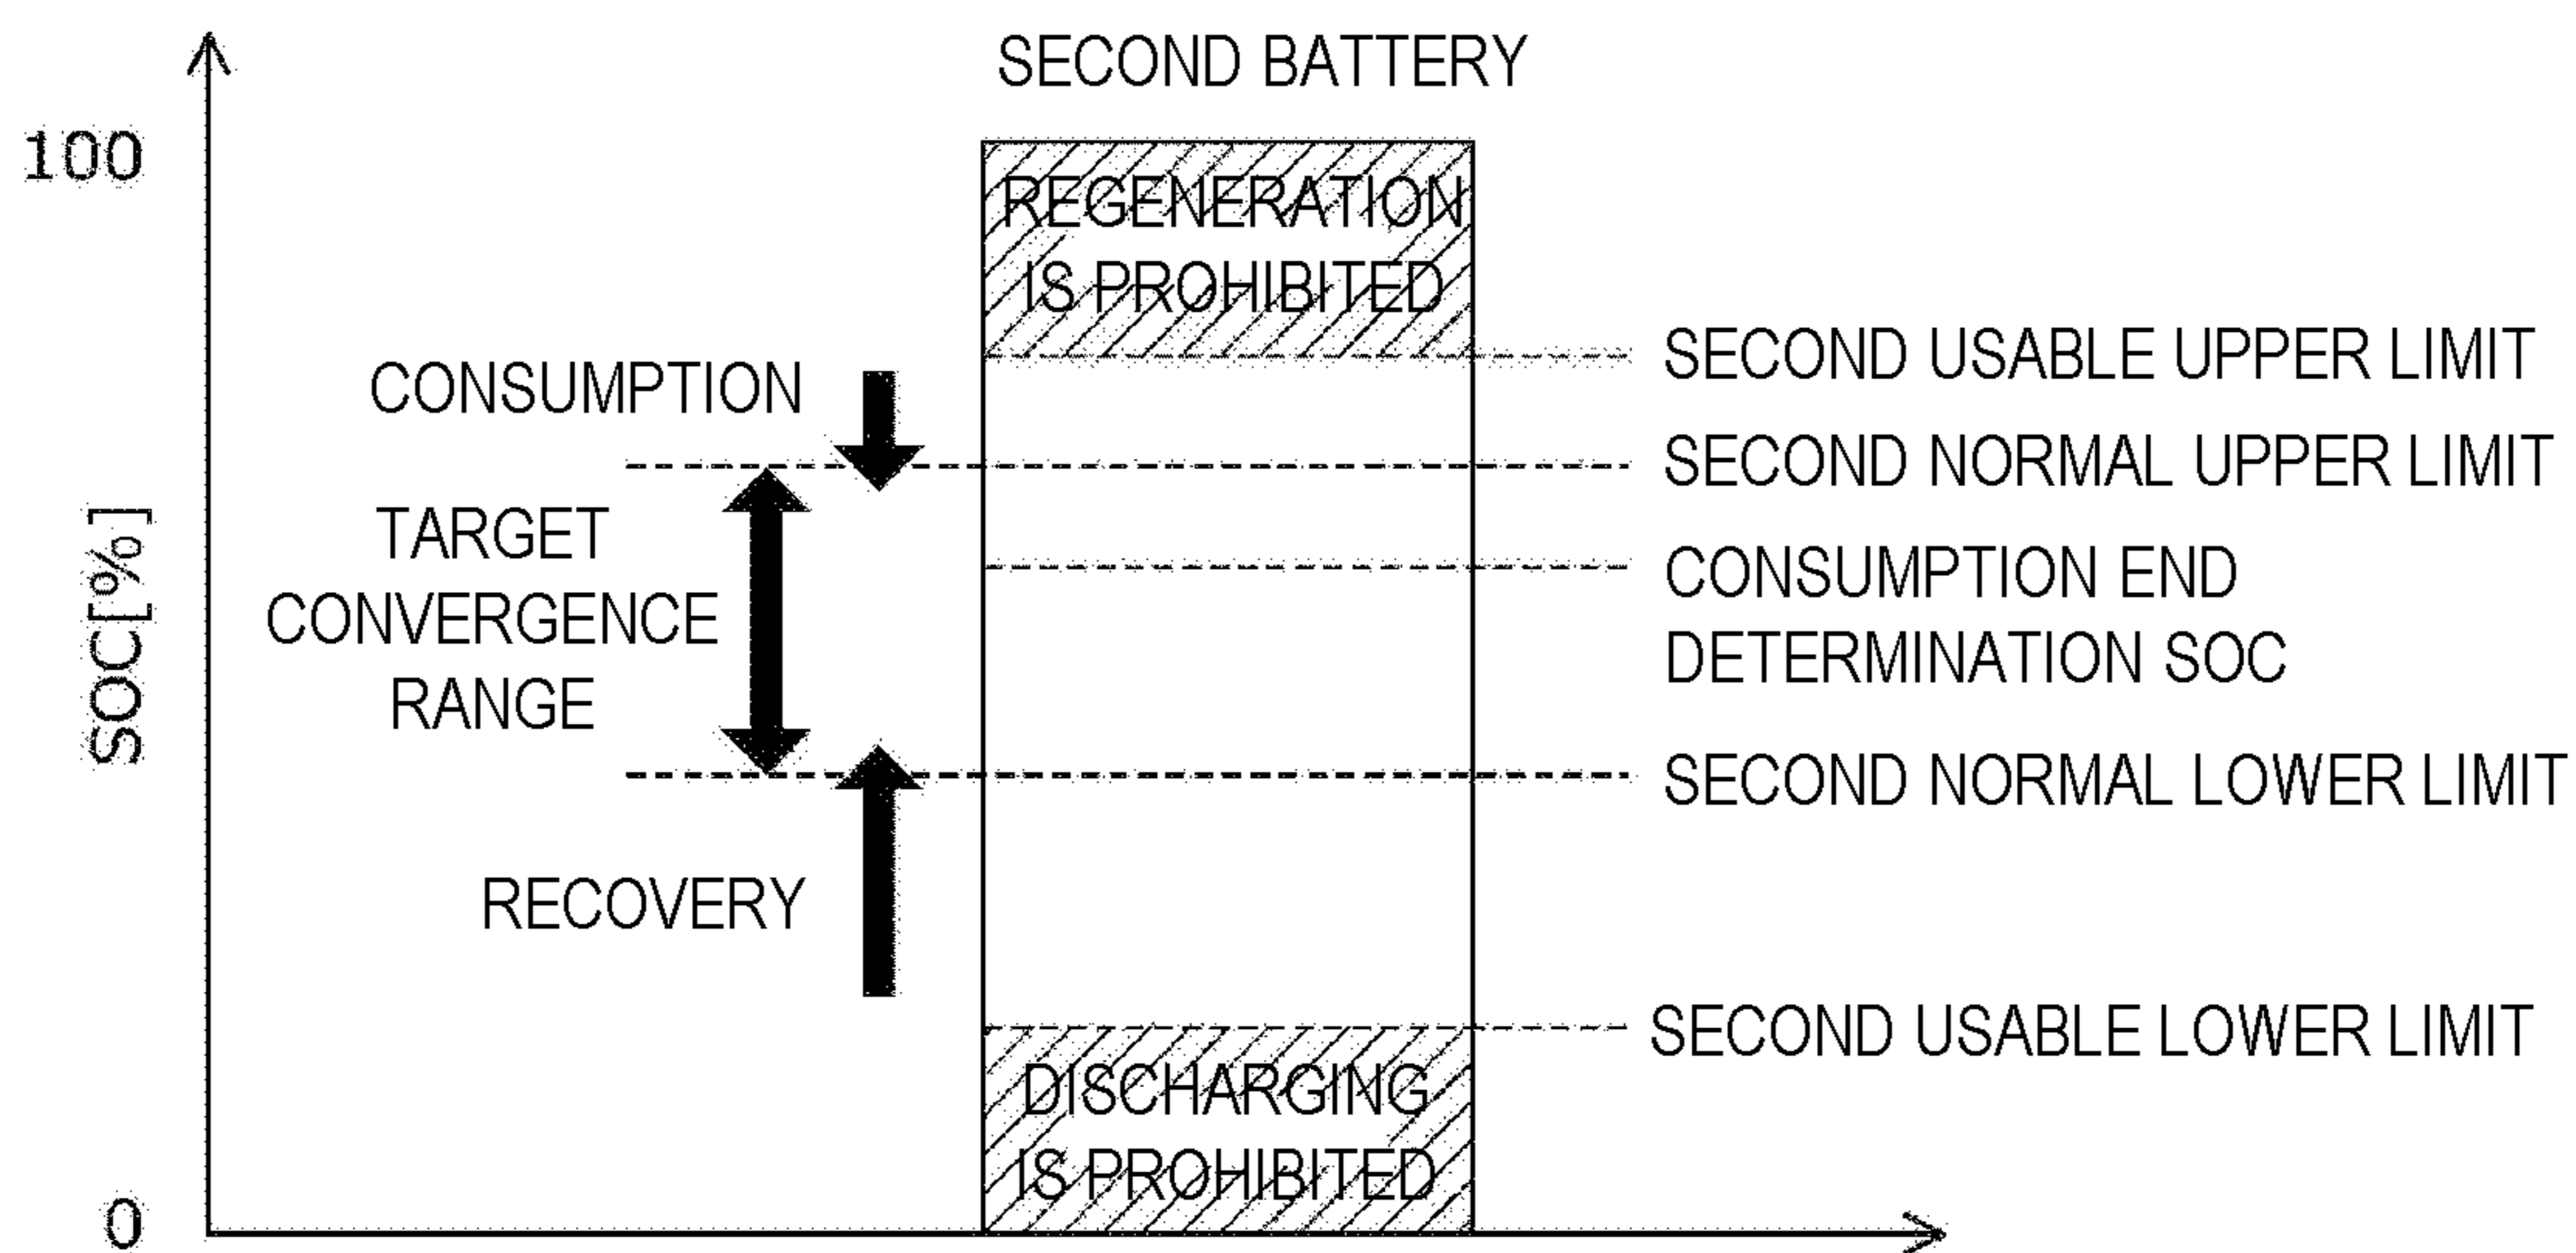 SECOND BATTERY
100
REGENERATION
IS PROHIBITED
SECOND USABLE UPPER LIMIT
CONSUMPTION
SECOND NORMAL UPPER LIMIT
TARGET
CONVERGENCE
RANGE
SOC[%]
CONSUMPTION END
DETERMINATION SOC
SECOND NORMAL LOWER LIMIT
RECOVERY
SECOND USABLE LOWER LIMIT
DISCHARGING
IS PROHIBITED
0